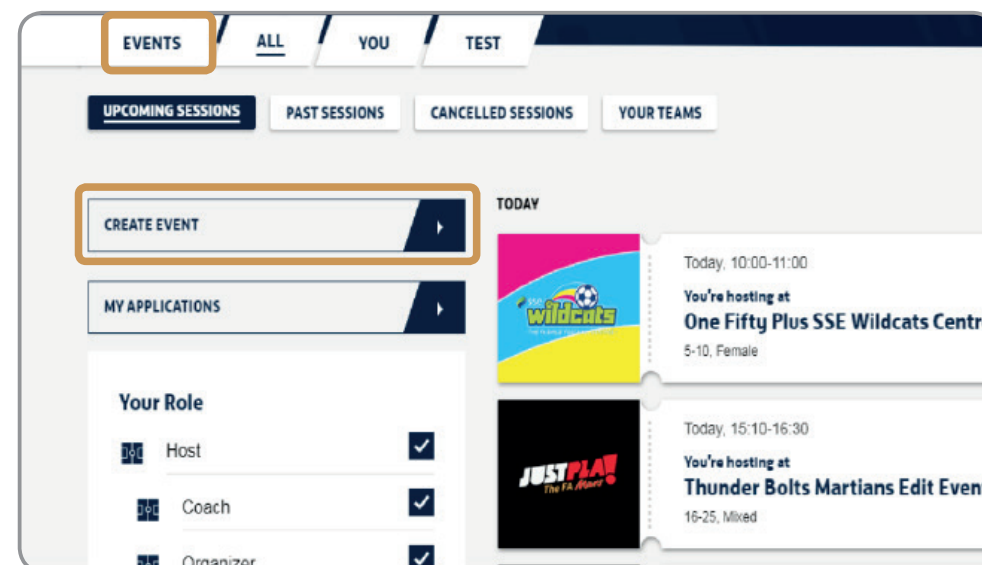 EVENTS ALL YOU TEST
UPCOMING SESSIONS PAST SESSIONS CANCELLED SESSIONS YOUR TEAMS
CREATE EVENT
MY APPLICATIONS
Your Role
Host
Coach
Organizer
TODAY
sse
wildcats
Today, 10:00-11:00
You're hosting at
One Fifty Plus SSE Wildcats Centr
5-10, Female
JUSTPLAY!
The FA Mars
Today, 15:10-16:30
You're hosting at
Thunder Bolts Martians Edit Even
16-25, Mixed